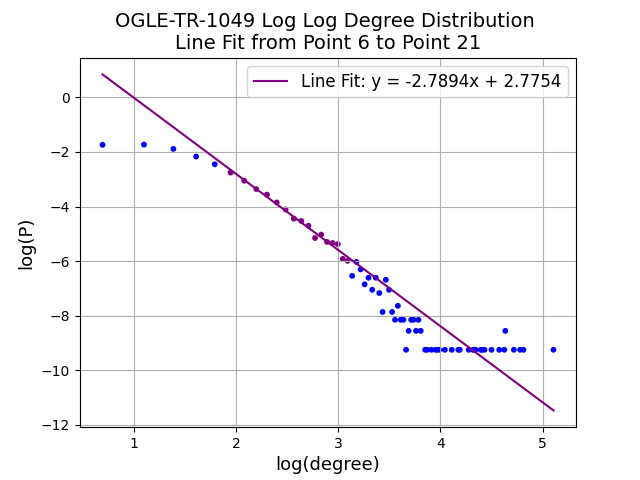 OGLE-TR-1049 Log Log Degree Distribution
Line Fit from Point 6 to Point 21
Line Fit: y = -2.7894x + 2.7754
0
−2
−4
−6
−8
−10
−12
log(P)
1 2 3 4 5
log(degree)